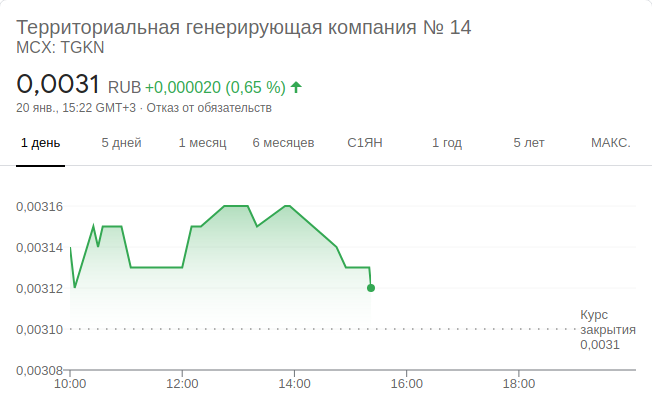 Территориальная генерирующая компания № 14
MCX: TGKN
0,0031 RUB +0,000020 (0,65 %)
20 янв., 15:22 GMT+3 · Отказ от обязательств
1 день 5 дней 1 месяц 6 месяцев С1ЯН 1 год 5 лет МАКС.
0,00316
0,00314
0,00312
Курс
0,00310 закрытия
0,0031
0,00308
10:00 12:00 14:00 16:00 18:00